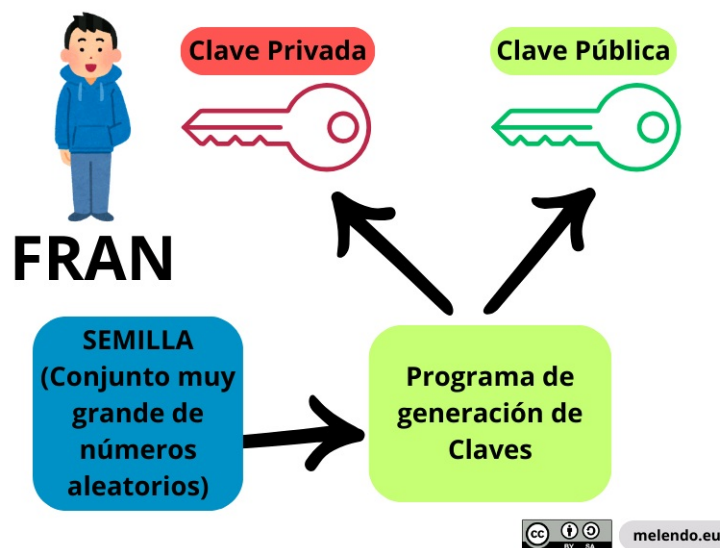 Clave Privada
Clave Pública
FRAN
SEMILLA
(Conjunto muy
grande de
números
aleatorios)
Programa de
generación de
Claves
cc
BY SA
melendo.eu